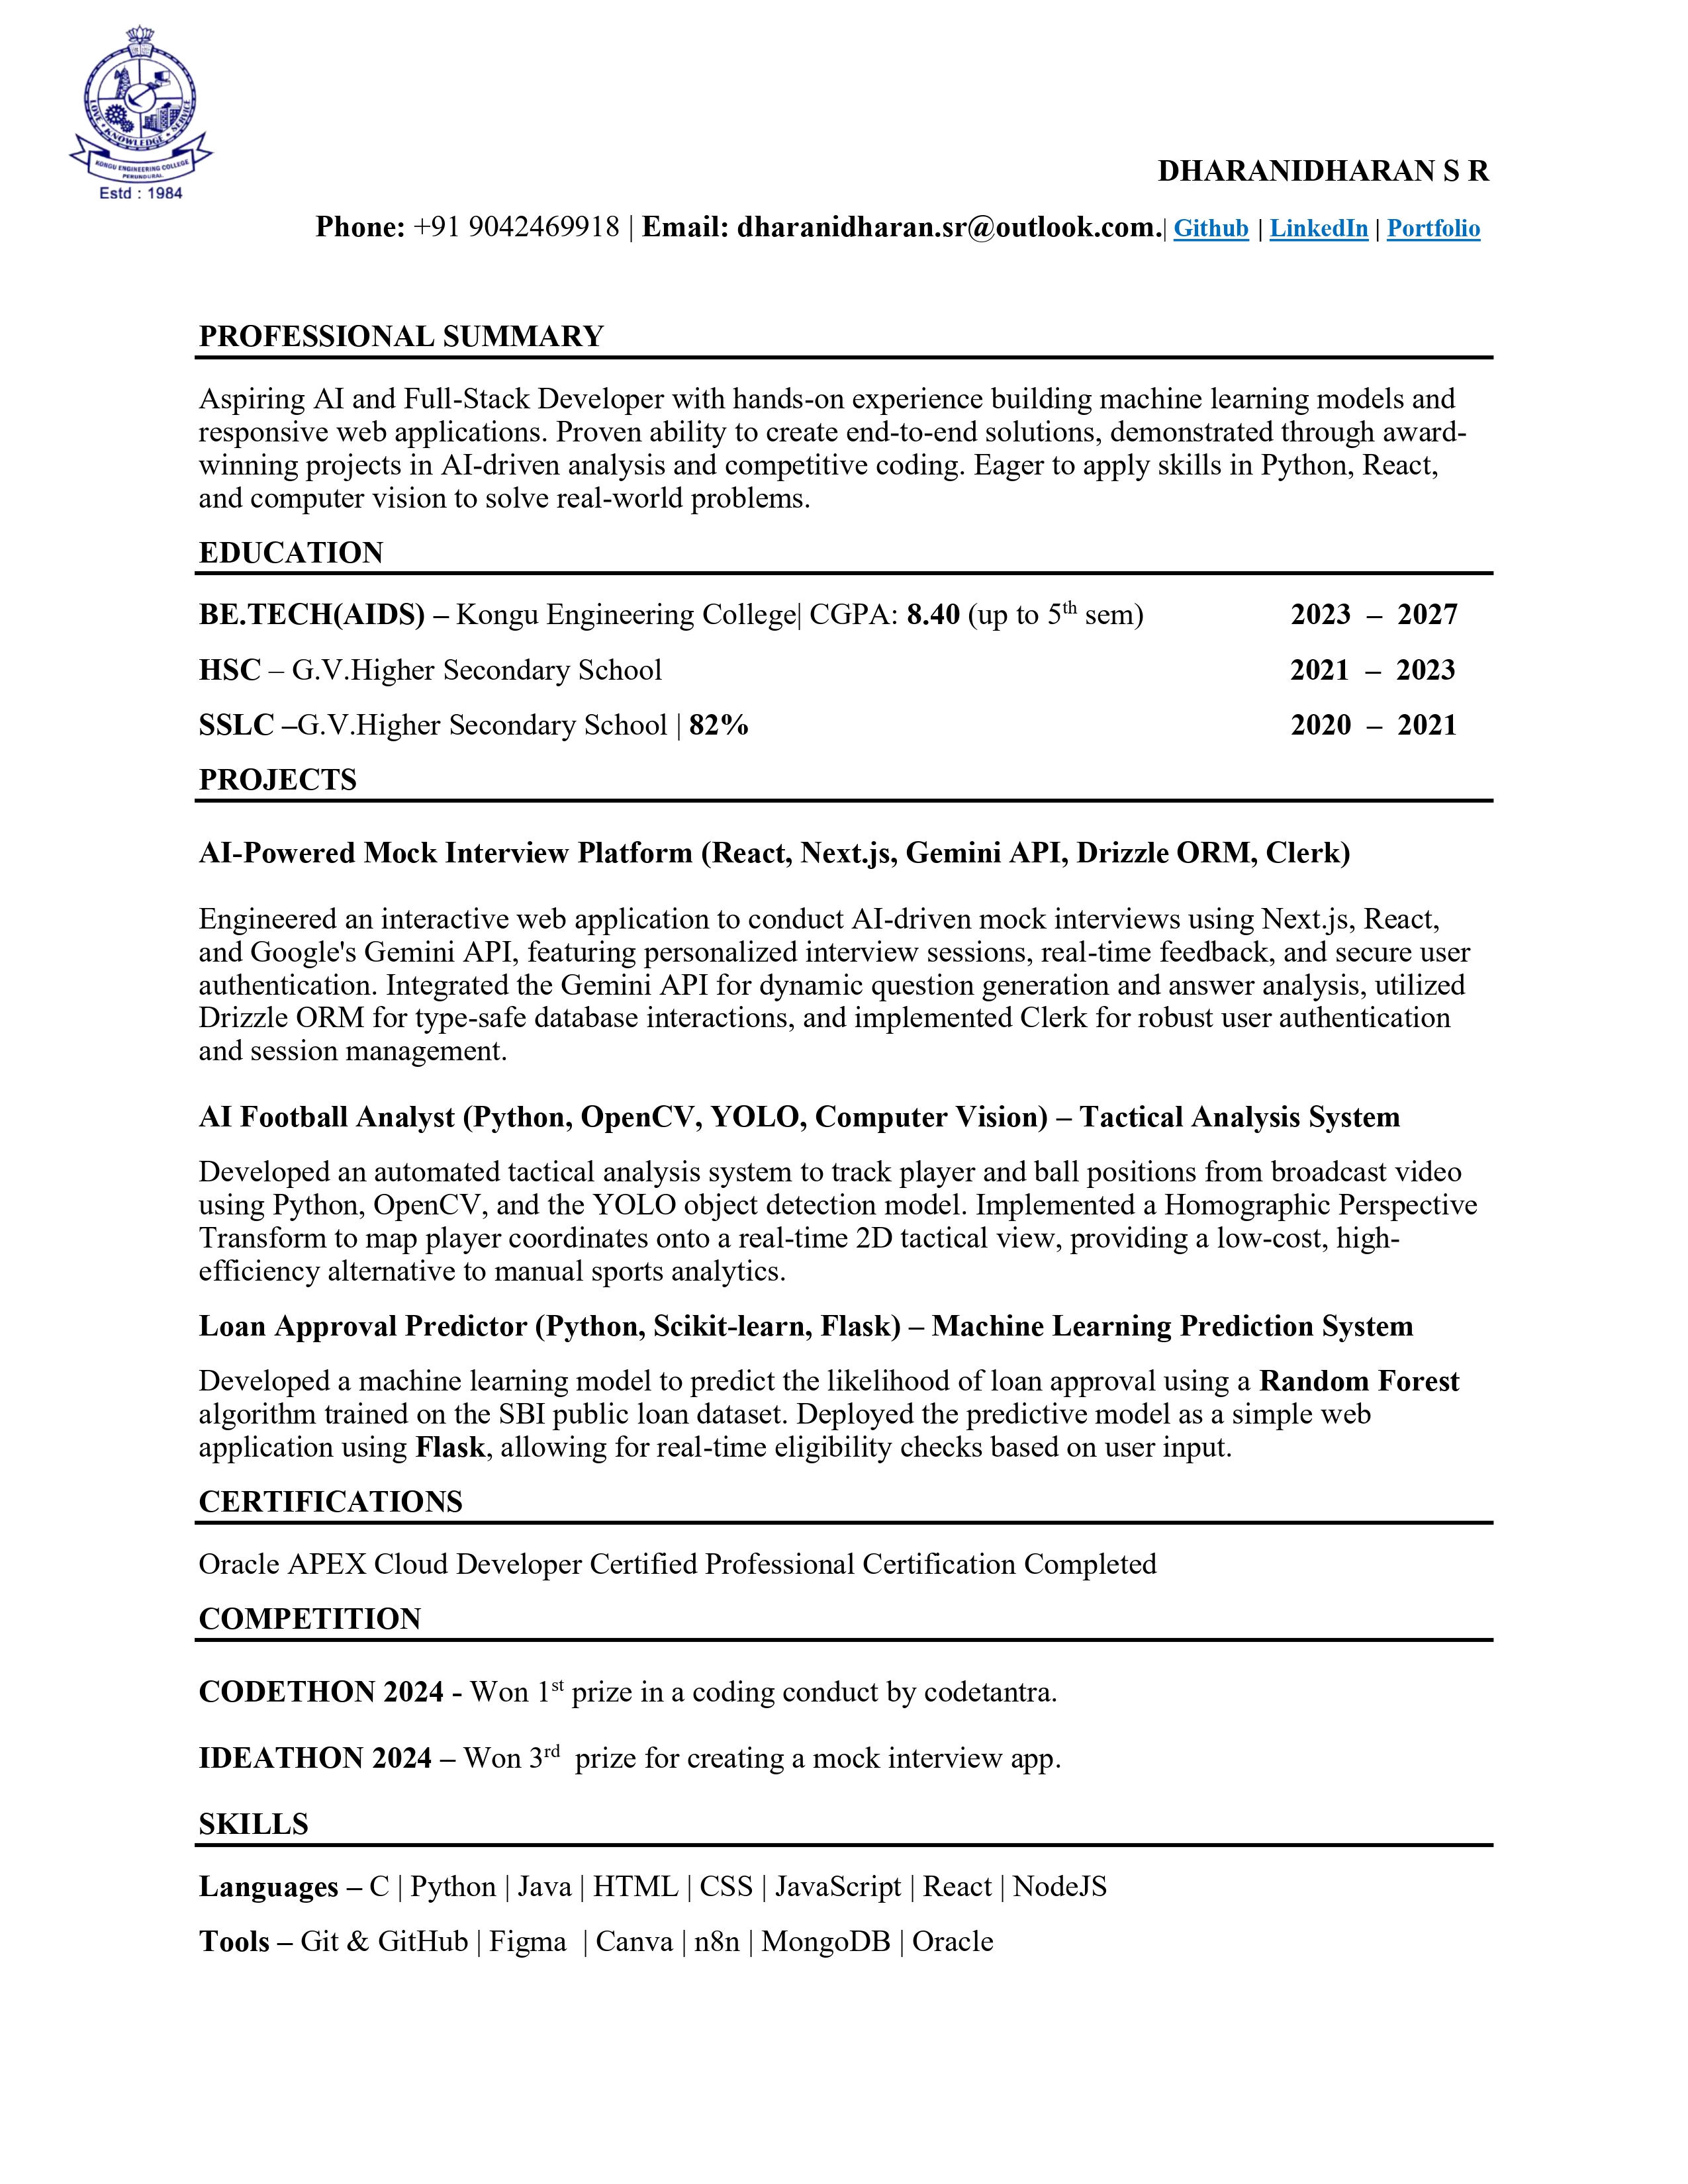 LOVE • KNOWLEDGE • SERVICE
KONGU ENGINEERING COLLEGE
PERUNDURAI
Estd : 1984
DHARANIDHARAN S R
Phone: +91 9042469918 | Email: dharanidharan.sr@outlook.com.| Github | LinkedIn | Portfolio
PROFESSIONAL SUMMARY
Aspiring AI and Full-Stack Developer with hands-on experience building machine learning models and
responsive web applications. Proven ability to create end-to-end solutions, demonstrated through award-
winning projects in AI-driven analysis and competitive coding. Eager to apply skills in Python, React,
and computer vision to solve real-world problems.
EDUCATION
BE.TECH(AIDS) – Kongu Engineering College| CGPA: 8.40 (up to 5th sem) 2023 – 2027
HSC – G.V.Higher Secondary School 2021 – 2023
SSLC –G.V.Higher Secondary School | 82% 2020 – 2021
PROJECTS
AI-Powered Mock Interview Platform (React, Next.js, Gemini API, Drizzle ORM, Clerk)
Engineered an interactive web application to conduct AI-driven mock interviews using Next.js, React,
and Google's Gemini API, featuring personalized interview sessions, real-time feedback, and secure user
authentication. Integrated the Gemini API for dynamic question generation and answer analysis, utilized
Drizzle ORM for type-safe database interactions, and implemented Clerk for robust user authentication
and session management.
AI Football Analyst (Python, OpenCV, YOLO, Computer Vision) – Tactical Analysis System
Developed an automated tactical analysis system to track player and ball positions from broadcast video
using Python, OpenCV, and the YOLO object detection model. Implemented a Homographic Perspective
Transform to map player coordinates onto a real-time 2D tactical view, providing a low-cost, high-
efficiency alternative to manual sports analytics.
Loan Approval Predictor (Python, Scikit-learn, Flask) – Machine Learning Prediction System
Developed a machine learning model to predict the likelihood of loan approval using a Random Forest
algorithm trained on the SBI public loan dataset. Deployed the predictive model as a simple web
application using Flask, allowing for real-time eligibility checks based on user input.
CERTIFICATIONS
Oracle APEX Cloud Developer Certified Professional Certification Completed
COMPETITION
CODETHON 2024 - Won 1st prize in a coding conduct by codetantra.
IDEATHON 2024 – Won 3rd prize for creating a mock interview app.
SKILLS
Languages – C | Python | Java | HTML | CSS | JavaScript | React | NodeJS
Tools – Git & GitHub | Figma | Canva | n8n | MongoDB | Oracle